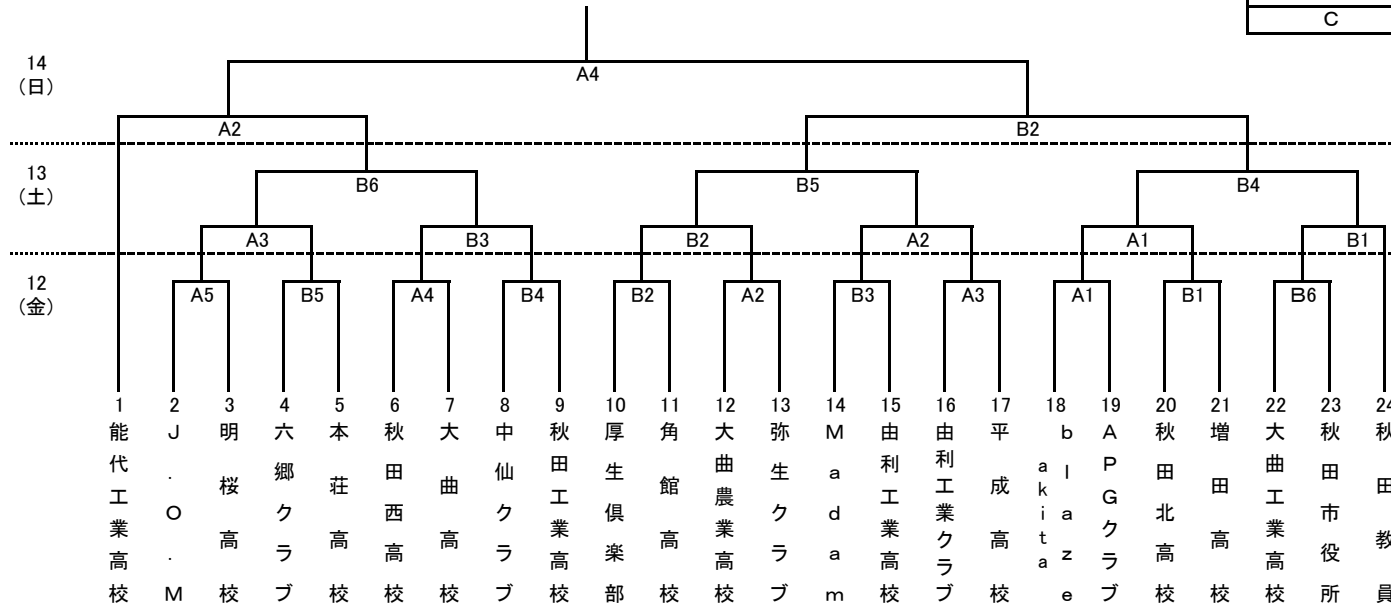 C
14
(日)
A4
A2
B2
13
(土)
B6
B5
B4
A3
B3
B2
A2
A1
B1
12
(金)
A5
B5
A4
B4
B2
A2
B3
A3
A1
B1
B6
1
能代工業高校
2
J.O.M
3
明桜高校
4
六郷クラブ
5
本荘高校
6
秋田西高校
7
大曲高校
8
中仙クラブ
9
秋田工業高校
10
厚生倶楽部
11
角館高校
12
大曲農業高校
13
弥生クラブ
14
Madam
15
由利工業高校
16
由利工業クラブ
17
平成高校
18
blaze
akita
19
APGクラブ
20
秋田北高校
21
増田高校
22
大曲工業高校
23
秋田市役所
24
秋田教員